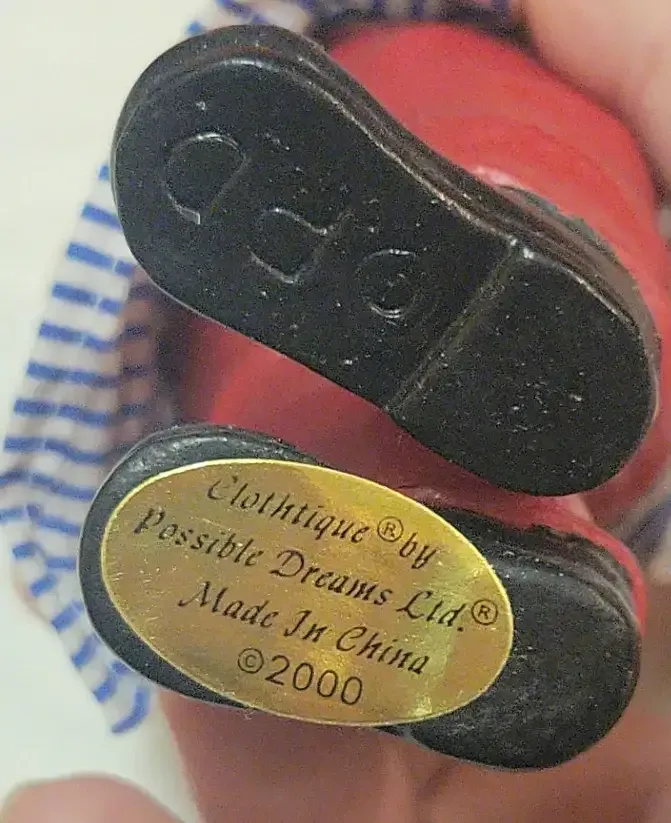 Clothtique® by
Possible Dreams Ltd.®
Made In China
©2000